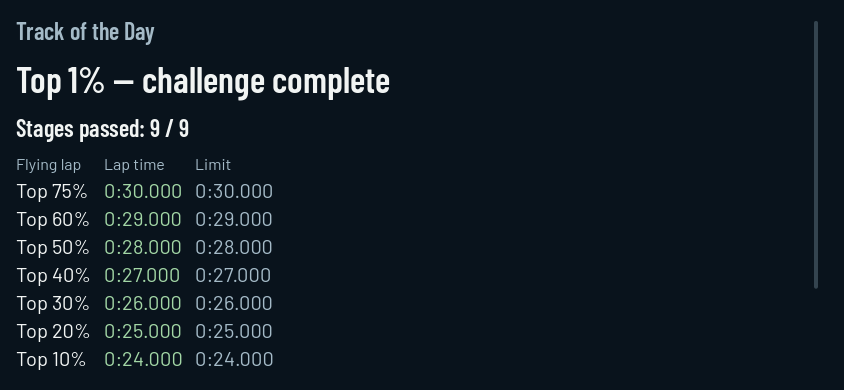 Track of the Day
Top 1% — challenge complete
Stages passed: 9 / 9
Flying lap Lap time Limit
Top 75% 0:30.000 0:30.000
Top 60% 0:29.000 0:29.000
Top 50% 0:28.000 0:28.000
Top 40% 0:27.000 0:27.000
Top 30% 0:26.000 0:26.000
Top 20% 0:25.000 0:25.000
Top 10% 0:24.000 0:24.000